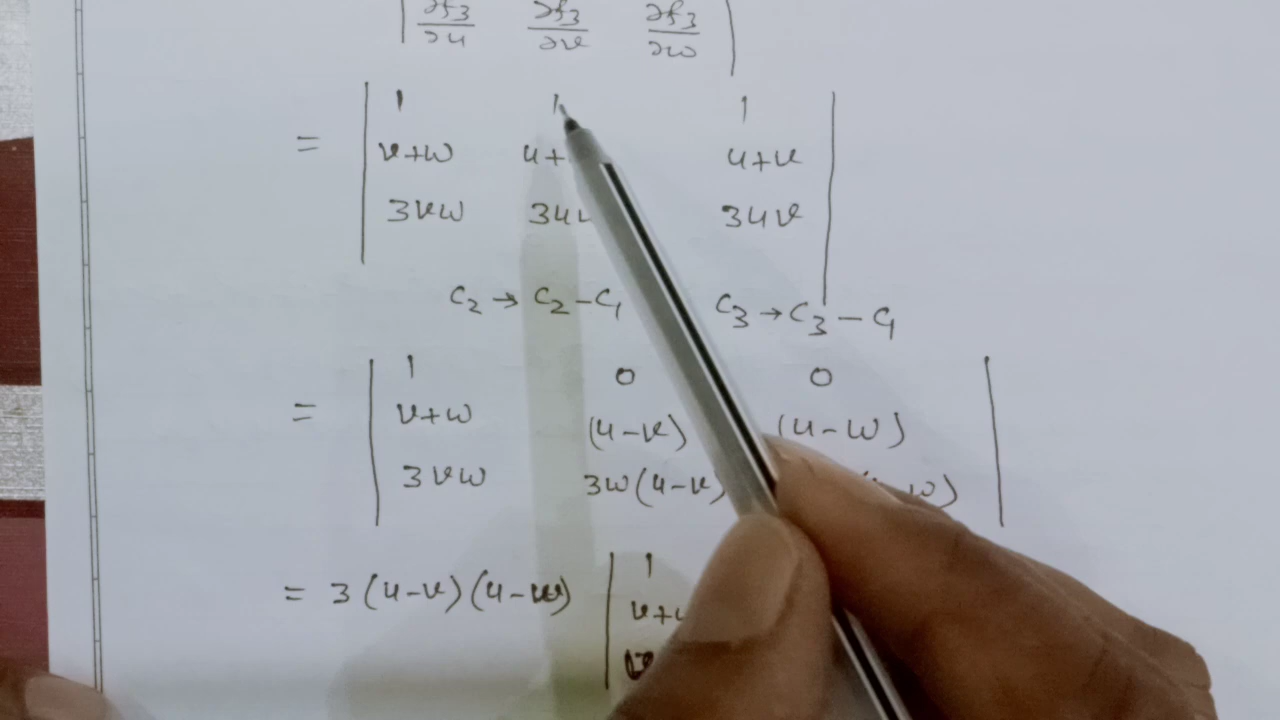 | ∂f3/∂u ∂f3/∂v ∂f3/∂w |
= | 1 1 1 |
v+w u+ u+v
3vw 3u 3uv
C2 → C2 - C1 C3 → C3 - C1
= | 1 0 0 |
v+w (u-v) (u-w)
3vw 3w(u-v)
= 3(u-v)(u-w) | 1
v+